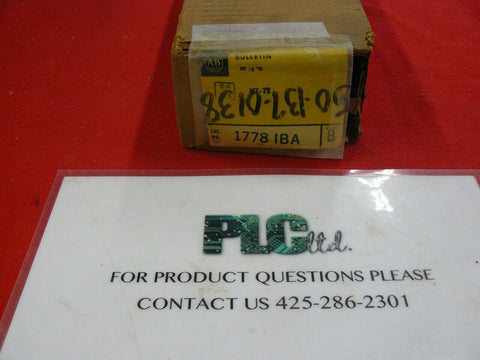 AB
BULLETIN
50-137-0138
CAT.
NO. 1778 IBA B
PLC ltd.
FOR PRODUCT QUESTIONS PLEASE
CONTACT US 425-286-2301